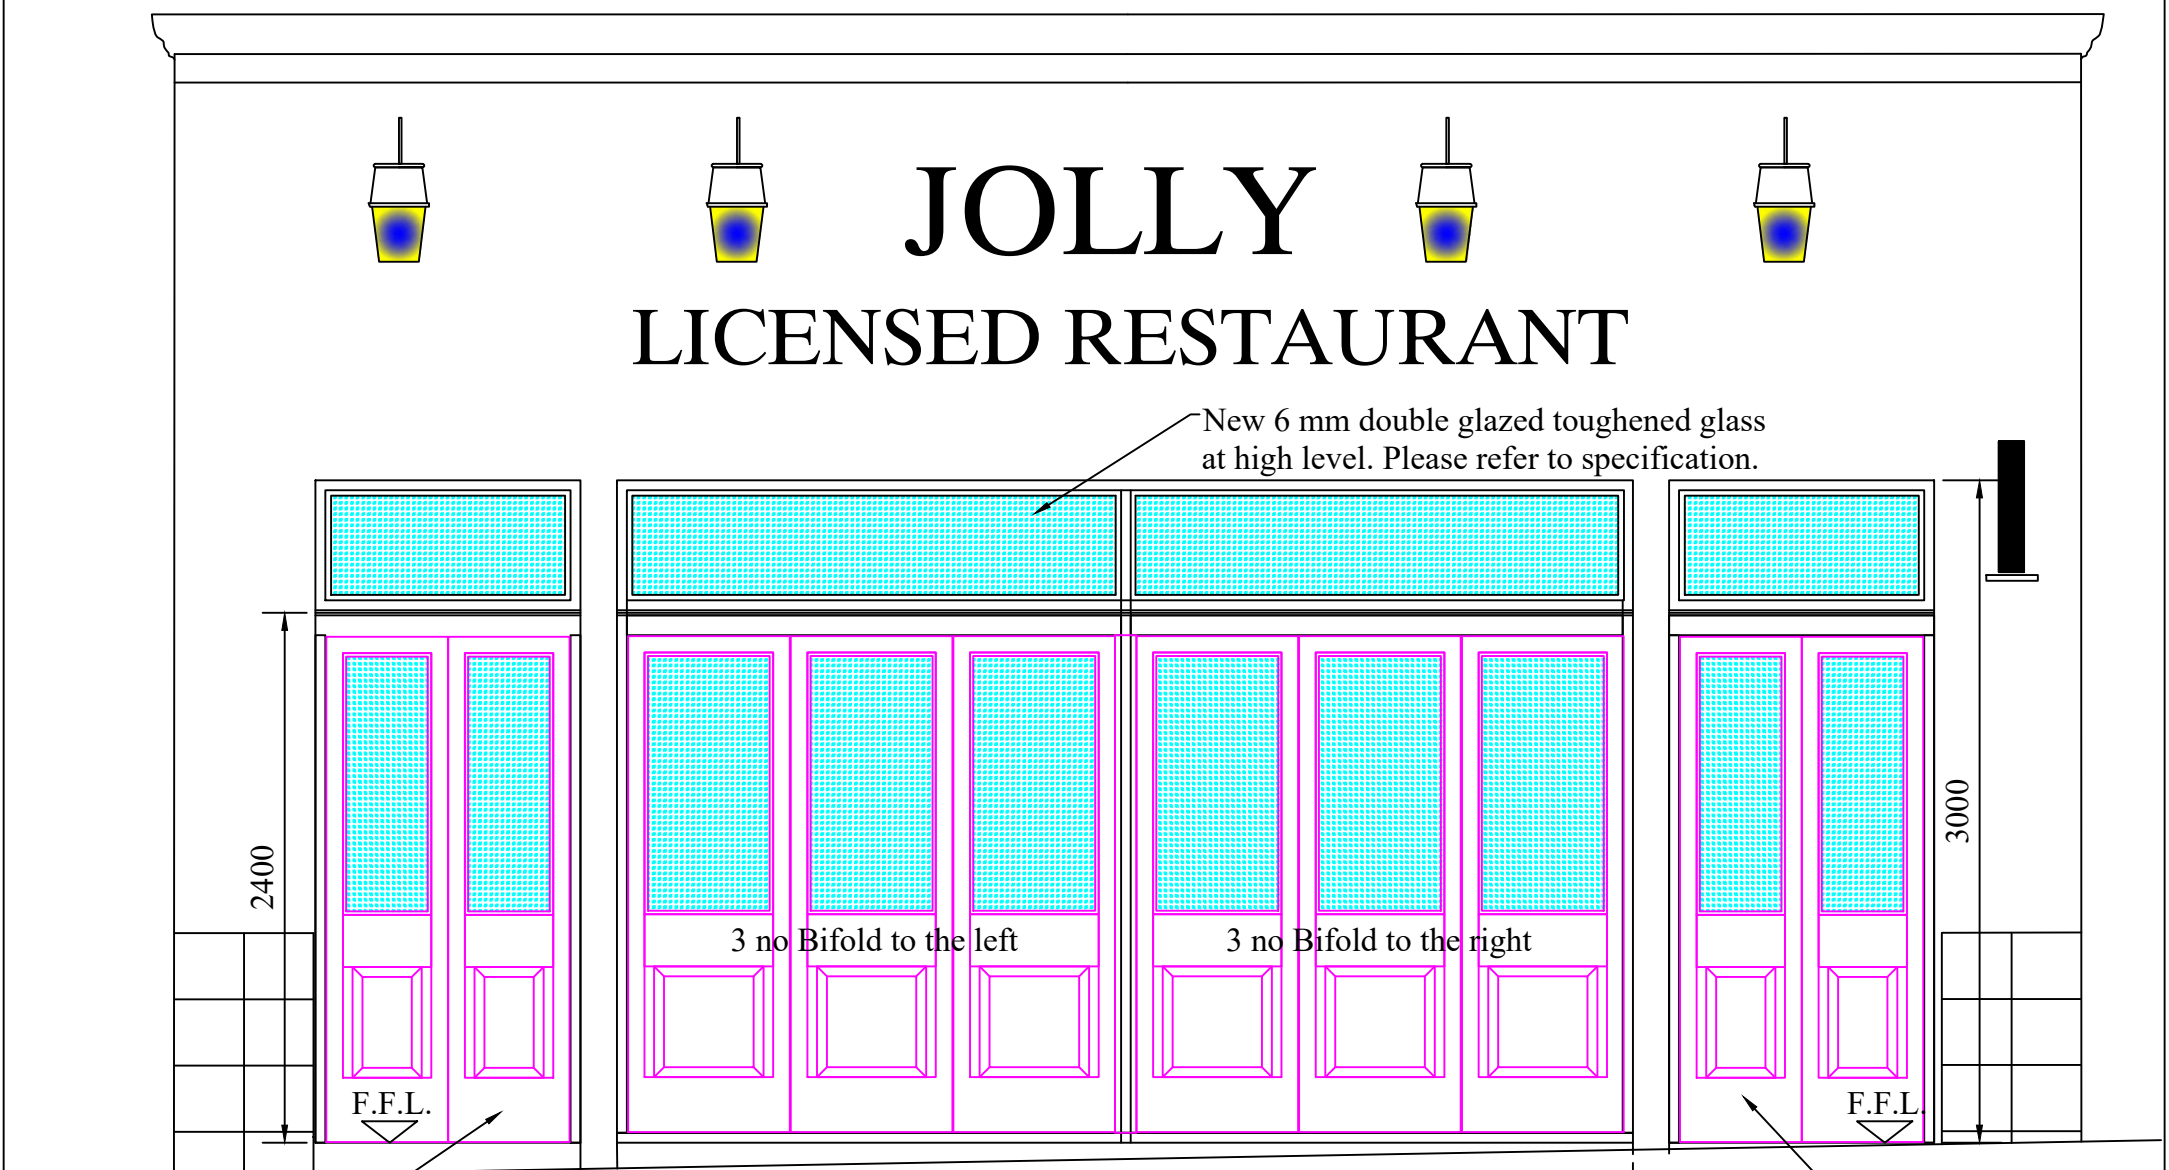 JOLLY
LICENSED RESTAURANT
New 6 mm double glazed toughened glass
at high level. Please refer to specification.
2400
3000
3 no Bifold to the left
3 no Bifold to the right
F.F.L.
F.F.L.